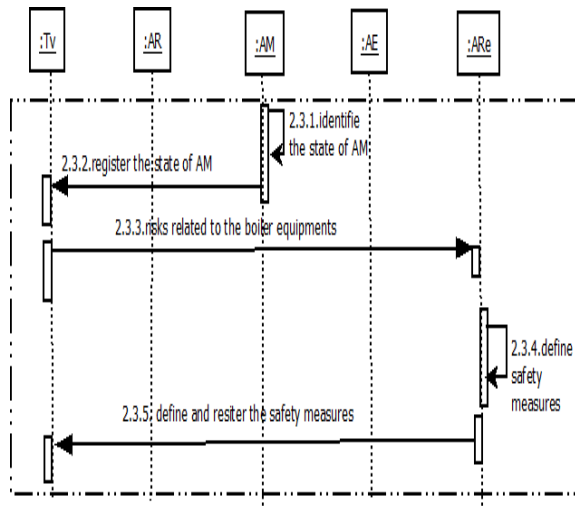 :Tv
:AR
:AM
:AE
:ARe
2.3.1.identifie
the state of AM
2.3.2.register the state of AM
2.3.3.risks related to the boiler equipments
2.3.4.define
safety
measures
2.3.5. define and resiter the safety measures